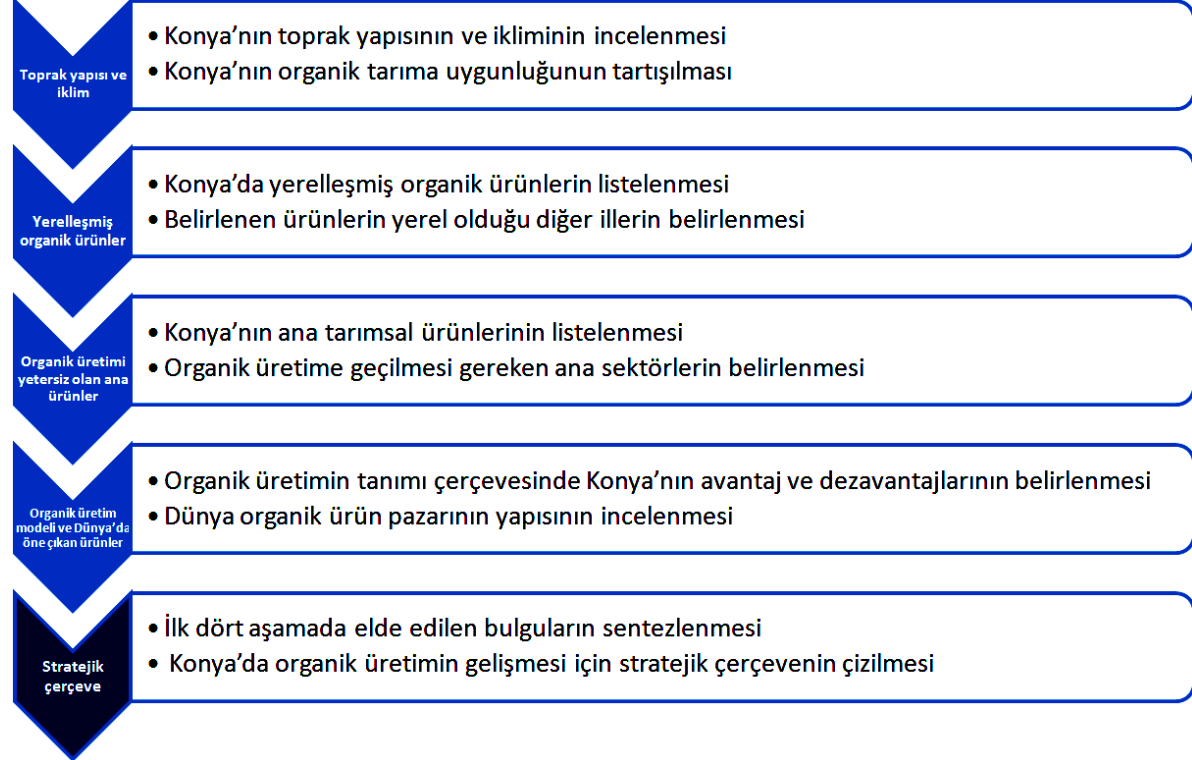 Toprak yapısı ve
iklim
• Konya’nın toprak yapısının ve ikliminin incelenmesi
• Konya’nın organik tarıma uygunluğunun tartışılması
Yerelleşmiş
organik ürünler
• Konya’da yerelleşmiş organik ürünlerin listelenmesi
• Belirlenen ürünlerin yerel olduğu diğer illerin belirlenmesi
Organik üretimi
yetersiz olan ana
ürünler
• Konya’nın ana tarımsal ürünlerinin listelenmesi
• Organik üretime geçilmesi gereken ana sektörlerin belirlenmesi
Organik üretim
modeli ve Dünya’da
öne çıkan ürünler
• Organik üretimin tanımı çerçevesinde Konya’nın avantaj ve dezavantajlarının belirlenmesi
• Dünya organik ürün pazarının yapısının incelenmesi
Stratejik
çerçeve
• İlk dört aşamada elde edilen bulguların sentezlenmesi
• Konya’da organik üretimin gelişmesi için stratejik çerçevenin çizilmesi